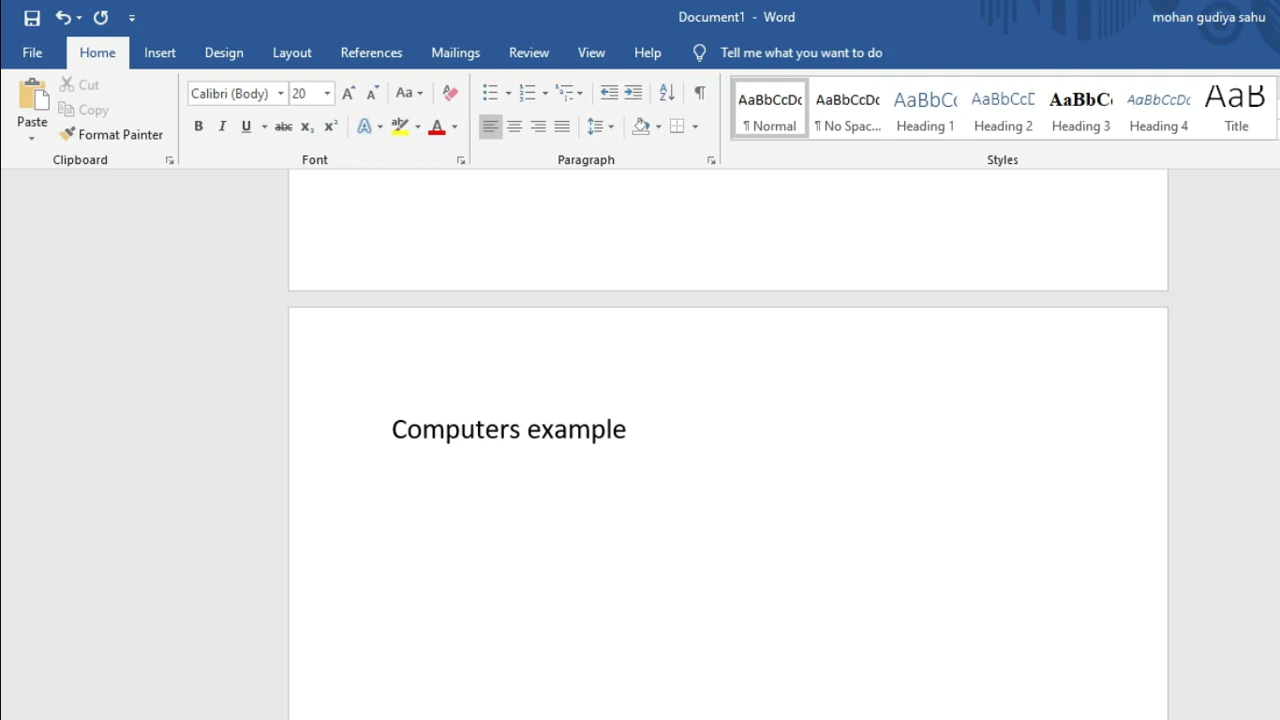 Document1 - Word
mohan gudiya sahu
File Home Insert Design Layout References Mailings Review View Help Tell me what you want to do
Paste
Cut
Copy
Format Painter
Clipboard
Calibri (Body) 20
Aa
B I U abc x₂ x² A ab A
Font
Paragraph
AaBbCcDc AaBbCcDc AaBbCc AaBbCcD AaBbC AaBbCcDc AaB
¶ Normal ¶ No Spac... Heading 1 Heading 2 Heading 3 Heading 4 Title
Styles
Computers example